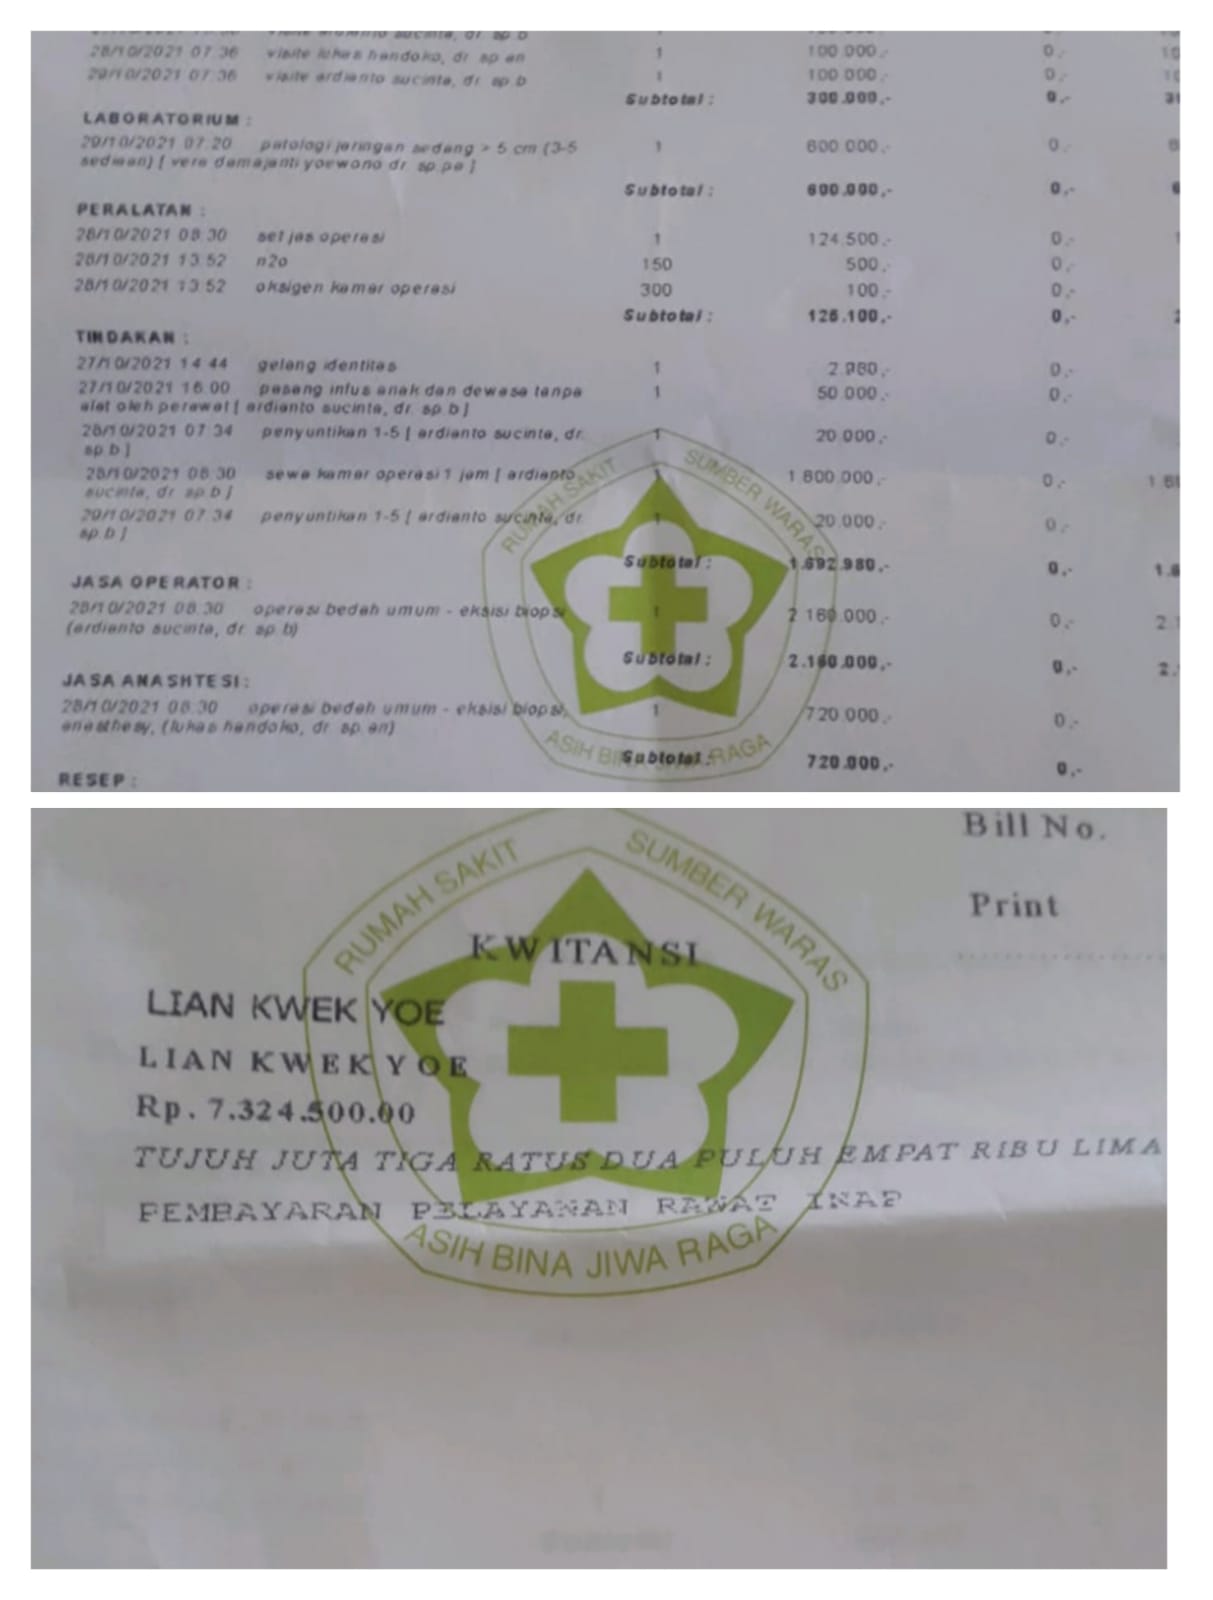 visite ardianto sucinta, dr. sp.b
28/10/2021 07:36 visite lukas handoko, dr. sp.an 1 100.000,- 0,-
29/10/2021 07:36 visite ardianto sucinta, dr. sp.b 1 100.000,- 0,-
Subtotal : 300.000,- 0,-
LABORATORIUM :
29/10/2021 07:20 patologi jaringan sedang > 5 cm (3-5 1 600.000,- 0,-
sediaan) [ vera damajanti yoewono dr. sp.pa ]
Subtotal : 600.000,- 0,-
PERALATAN :
28/10/2021 08:30 set jas operasi 1 124.500,- 0,-
28/10/2021 13:52 n2o 150 500,- 0,-
28/10/2021 13:52 oksigen kamar operasi 300 100,- 0,-
Subtotal : 125.100,- 0,-
TINDAKAN :
27/10/2021 14:44 gelang identitas 1 2.980,- 0,-
27/10/2021 16:00 pasang infus anak dan dewasa tanpa 1 50.000,- 0,-
alat oleh perawat [ ardianto sucinta, dr. sp.b ]
28/10/2021 07:34 penyuntikan 1-5 [ ardianto sucinta, dr. 1 20.000,- 0,-
sp.b ]
28/10/2021 08:30 sewa kamar operasi 1 jam [ ardianto 1 1.600.000,- 0,-
sucinta, dr. sp.b ]
29/10/2021 07:34 penyuntikan 1-5 [ ardianto sucinta, dr. 1 20.000,- 0,-
sp.b ]
Subtotal : 1.692.980,- 0,-
JASA OPERATOR :
28/10/2021 08:30 operasi bedah umum - eksisi biopsi 1 2.160.000,- 0,-
(ardianto sucinta, dr. sp.b)
Subtotal : 2.160.000,- 0,-
JASA ANASHTESI :
28/10/2021 08:30 operasi bedah umum - eksisi biopsi, 1 720.000,- 0,-
anesthesy, (lukas handoko, dr. sp.an)
Subtotal : 720.000,- 0,-
RESEP :
RUMAH SAKIT SUMBER WARAS
ASIH BINA JIWA RAGA
Bill No.
Print
RUMAH SAKIT SUMBER WARAS
KWITANSI
LIAN KWEK YOE
LIAN KWEK YOE
Rp. 7.324.500.00
TUJUH JUTA TIGA RATUS DUA PULUH EMPAT RIBU LIMA
PEMBAYARAN PELAYANAN RAWAT INAP
ASIH BINA JIWA RAGA